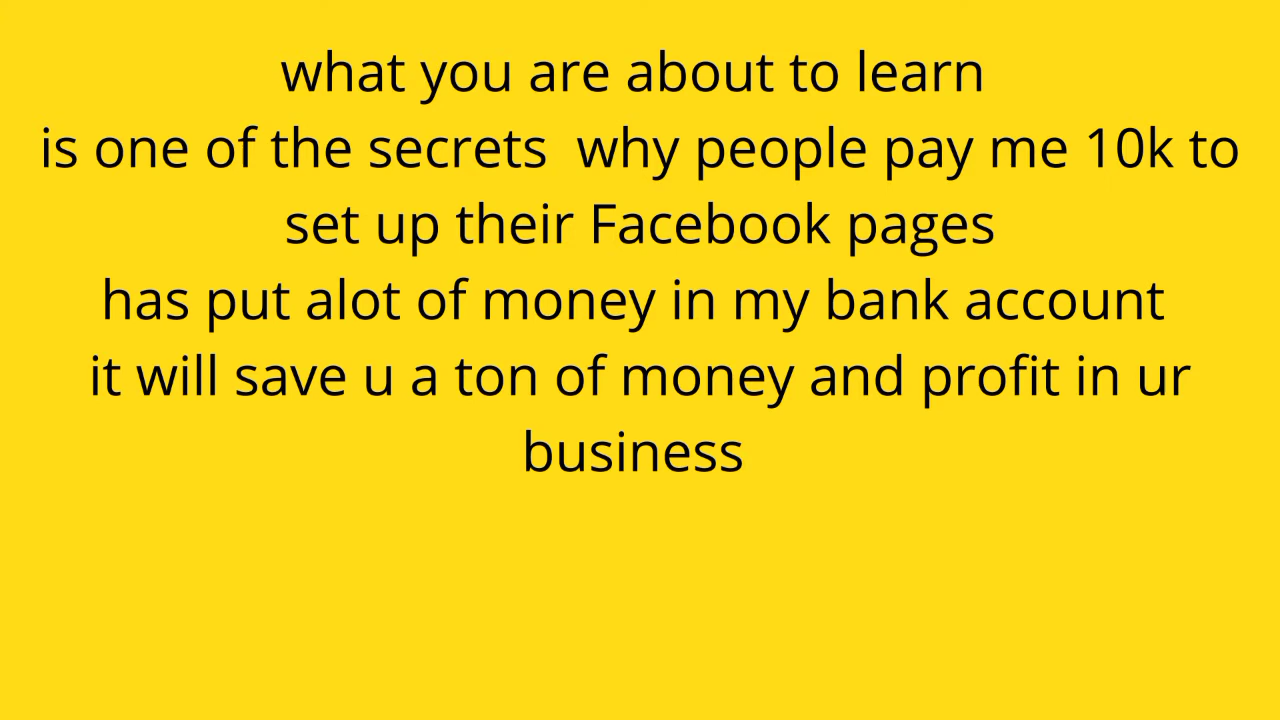 what you are about to learn
is one of the secrets  why people pay me 10k to
set up their Facebook pages
has put alot of money in my bank account
it will save u a ton of money and profit in ur
business